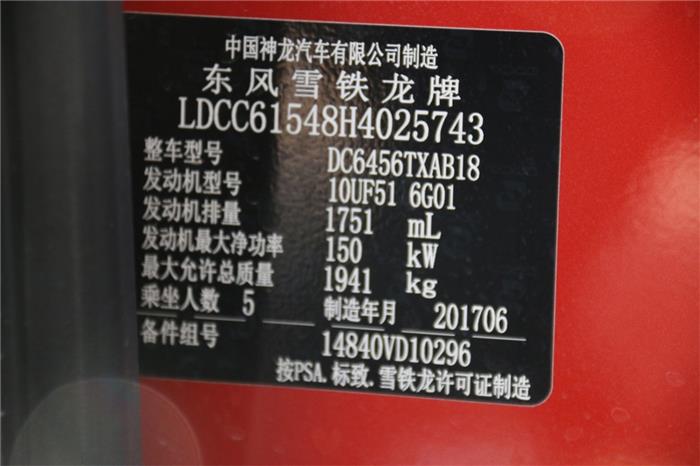 中国神龙汽车有限公司制造
东风雪铁龙牌
LDCC61548H4025743
整车型号 DC6456TXAB18
发动机型号 10UF51 6G01
发动机排量 1751 mL
发动机最大净功率 150 kW
最大允许总质量 1941 kg
乘坐人数 5 制造年月 201706
备件组号 14840VD10296
按PSA.标致.雪铁龙许可证制造